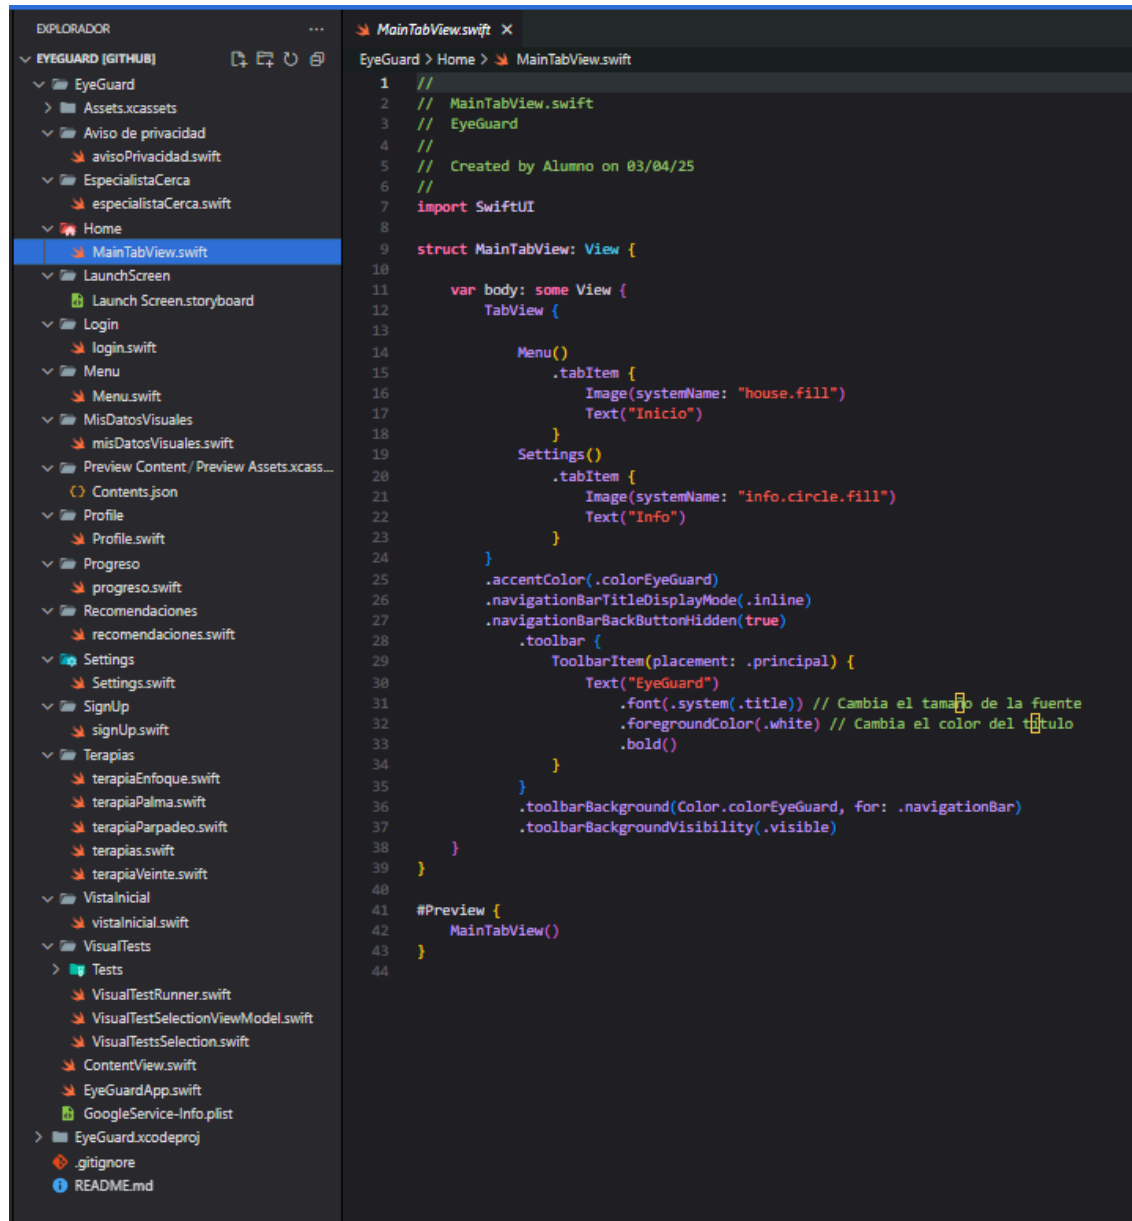 EXPLORADOR
EYEGUARD [GITHUB]
EyeGuard
Assets.xcassets
Aviso de privacidad
avisoPrivacidad.swift
EspecialistaCerca
especialistaCerca.swift
Home
MainTabView.swift
LaunchScreen
Launch Screen.storyboard
Login
login.swift
Menu
Menu.swift
MisDatosVisuales
misDatosVisuales.swift
Preview Content / Preview Assets.xcass...
Contents.json
Profile
Profile.swift
Progreso
progreso.swift
Recomendaciones
recomendaciones.swift
Settings
Settings.swift
SignUp
signUp.swift
Terapias
terapiaEnfoque.swift
terapiaPalma.swift
terapiaParpadeo.swift
terapias.swift
terapiaVeinte.swift
VistaInicial
vistaInicial.swift
VisualTests
Tests
VisualTestRunner.swift
VisualTestSelectionViewModel.swift
VisualTestsSelection.swift
ContentView.swift
EyeGuardApp.swift
GoogleService-Info.plist
EyeGuard.xcodeproj
.gitignore
README.md
MainTabView.swift
EyeGuard > Home > MainTabView.swift
1 //
2 //  MainTabView.swift
3 //  EyeGuard
4 //
5 //  Created by Alumno on 03/04/25
6 //
7 import SwiftUI
8
9 struct MainTabView: View {
10
11     var body: some View {
12         TabView {
13
14             Menu()
15                 .tabItem {
16                     Image(systemName: "house.fill")
17                     Text("Inicio")
18                 }
19             Settings()
20                 .tabItem {
21                     Image(systemName: "info.circle.fill")
22                     Text("Info")
23                 }
24         }
25         .accentColor(.colorEyeGuard)
26         .navigationBarTitleDisplayMode(.inline)
27         .navigationBarBackButtonHidden(true)
28             .toolbar {
29                 ToolbarItem(placement: .principal) {
30                     Text("EyeGuard")
31                         .font(.system(.title)) // Cambia el tamaño de la fuente
32                         .foregroundColor(.white) // Cambia el color del título
33                         .bold()
34                 }
35             }
36             .toolbarBackground(Color.colorEyeGuard, for: .navigationBar)
37             .toolbarBackgroundVisibility(.visible)
38     }
39 }
40
41 #Preview {
42     MainTabView()
43 }
44